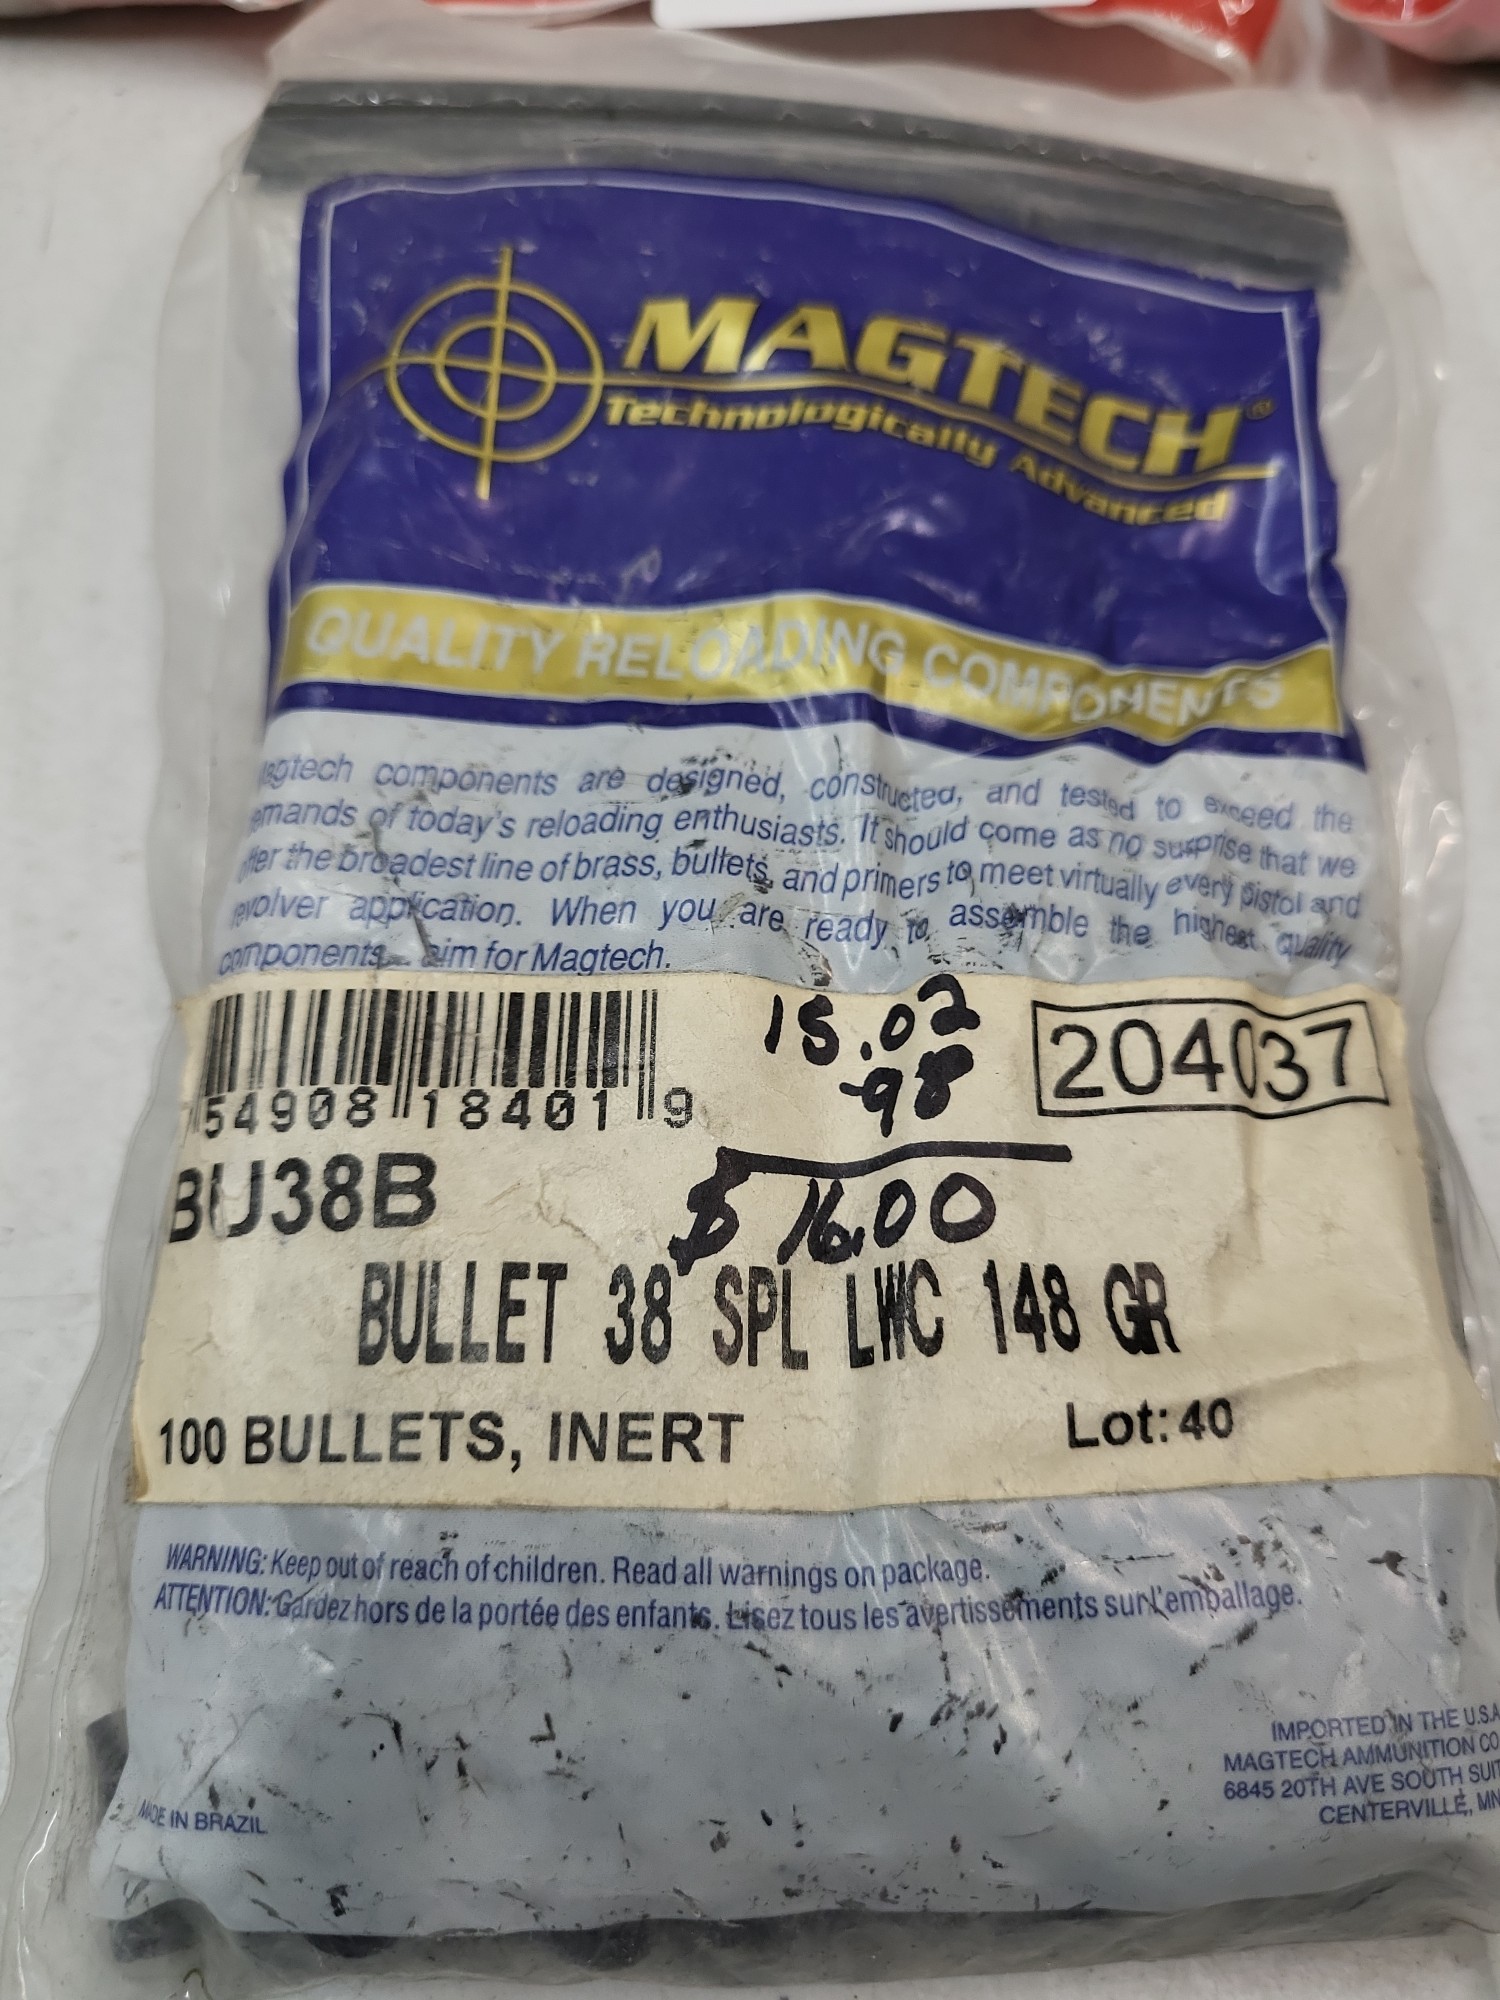 MAGTECH®
Technologically Advanced
QUALITY RELOADING COMPONENTS
agtech components are designed, constructed, and tested to exceed the
emands of today's reloading enthusiasts. It should come as no surprise that we
ffer the broadest line of brass, bullets, and primers to meet virtually every pistol and
evolver application. When you are ready to assemble the highest quality
components... aim for Magtech.
15.02
.98
$ 16.00
204037
7 54908 18401 9
BU38B
BULLET 38 SPL LWC 148 GR
100 BULLETS, INERT
Lot: 40
WARNING: Keep out of reach of children. Read all warnings on package.
ATTENTION: Gardez hors de la portée des enfants. Lisez tous les avertissements sur l'emballage.
IMPORTED IN THE U.S.A
MAGTECH AMMUNITION CO
6845 20TH AVE SOUTH SUIT
CENTERVILLE, MN
MADE IN BRAZIL